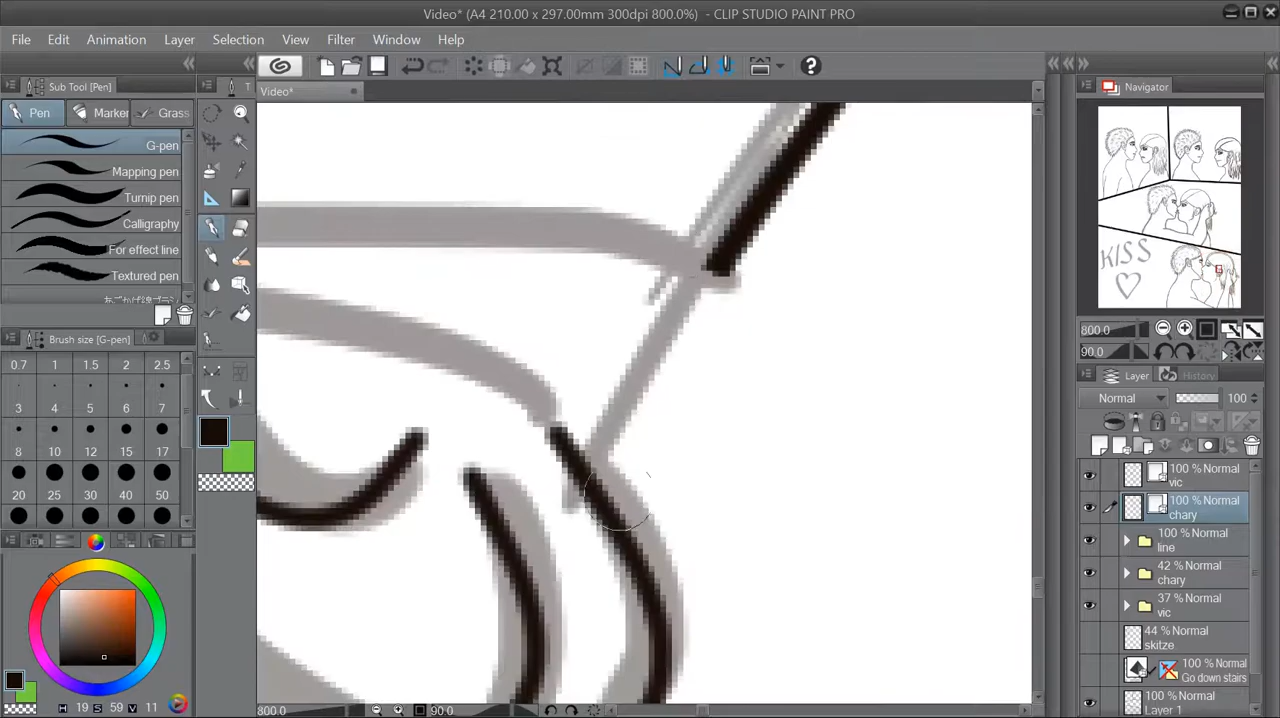 Video* (A4 210.00 x 297.00mm 300dpi 800.0%)  - CLIP STUDIO PAINT PRO
File Edit Animation Layer Selection View Filter Window Help
Sub Tool [Pen]
T
Video*
Navigator
Pen Marker Grass
G-pen
Mapping pen
Turnip pen
Calligraphy
For effect line
Textured pen
KISS
Brush size [G-pen]
0.7 1 1.5 2 2.5
3 4 5 6 7
8 10 12 15 17
20 25 30 40 50
800.0
90.0
Layer History
Normal 100
100 % Normal
vic
100 % Normal
chary
100 % Normal
line
42 % Normal
chary
37 % Normal
vic
44 % Normal
skitze
100 % Normal
Go down stairs
100 % Normal
Layer 1
H 19 S 59 V 11
800.0 90.0